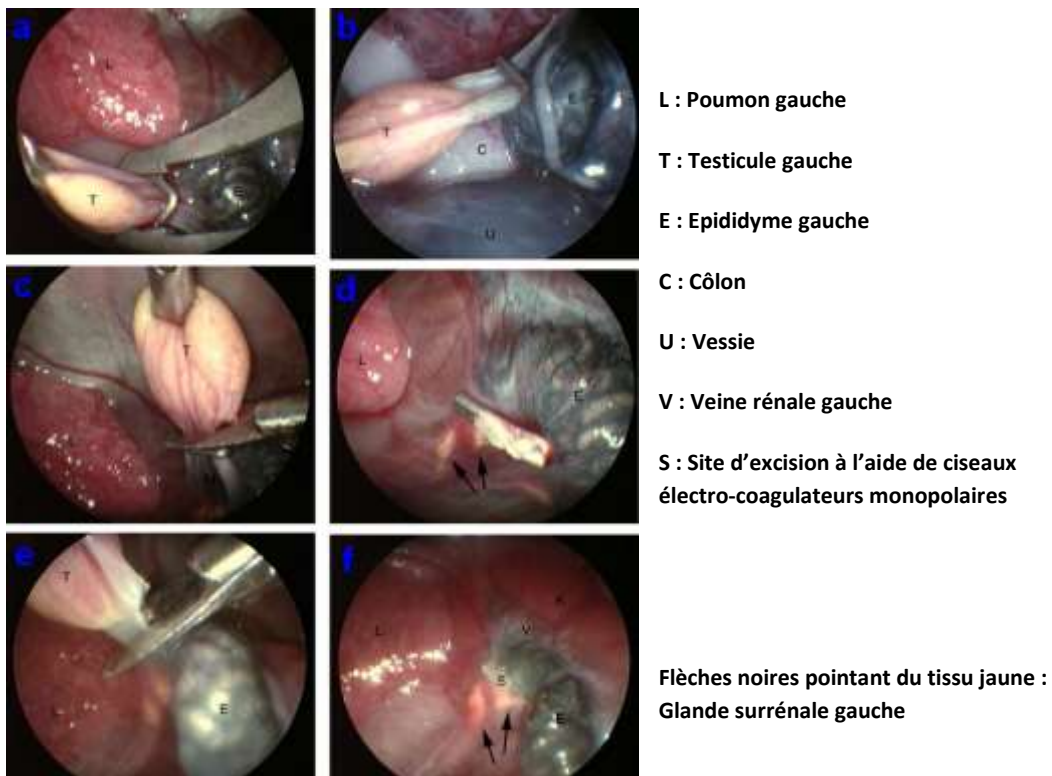 a
L
T
E
b
T
C
E
U
c
T
L
M
d
L
E
e
T
L
E
f
L
K
V
S
E
L : Poumon gauche
T : Testicule gauche
E : Epididyme gauche
C : Côlon
U : Vessie
V : Veine rénale gauche
S : Site d’excision à l’aide de ciseaux
électro-coagulateurs monopolaires
Flèches noires pointant du tissu jaune :
Glande surrénale gauche